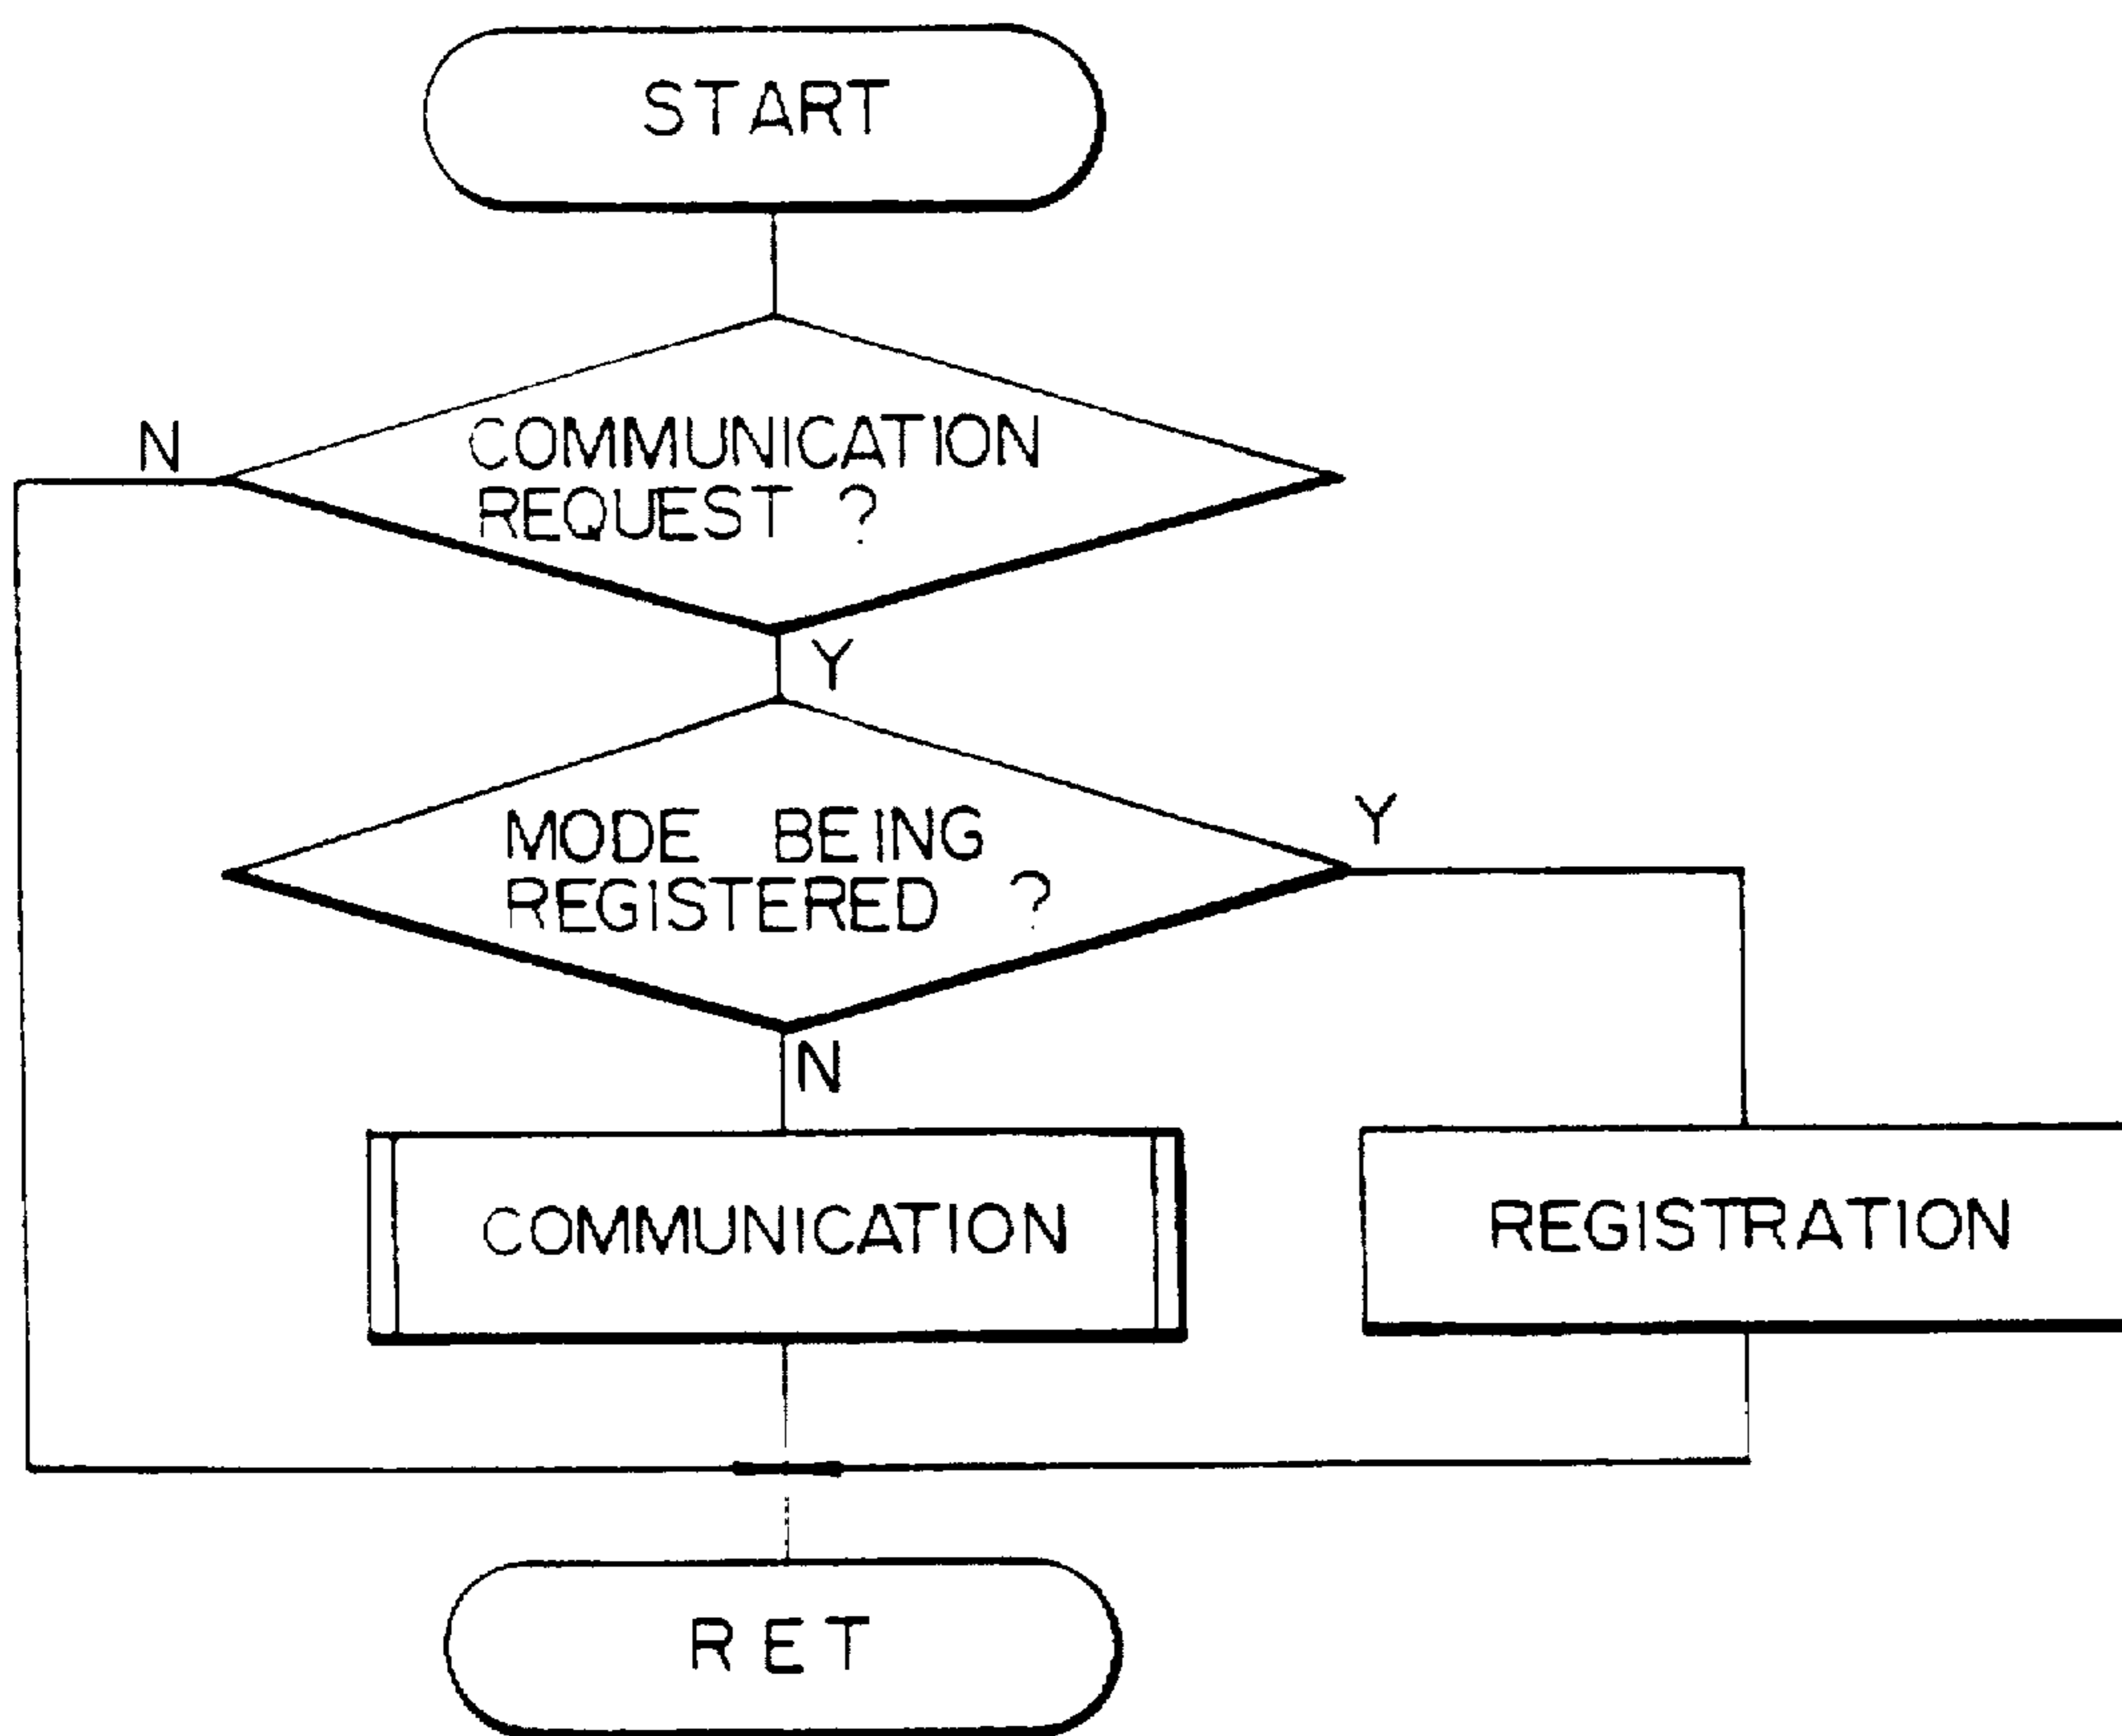 START
N
COMMUNICATION
REQUEST ?
Y
MODE BEING
REGISTERED ?
Y
N
COMMUNICATION
REGISTRATION
RET